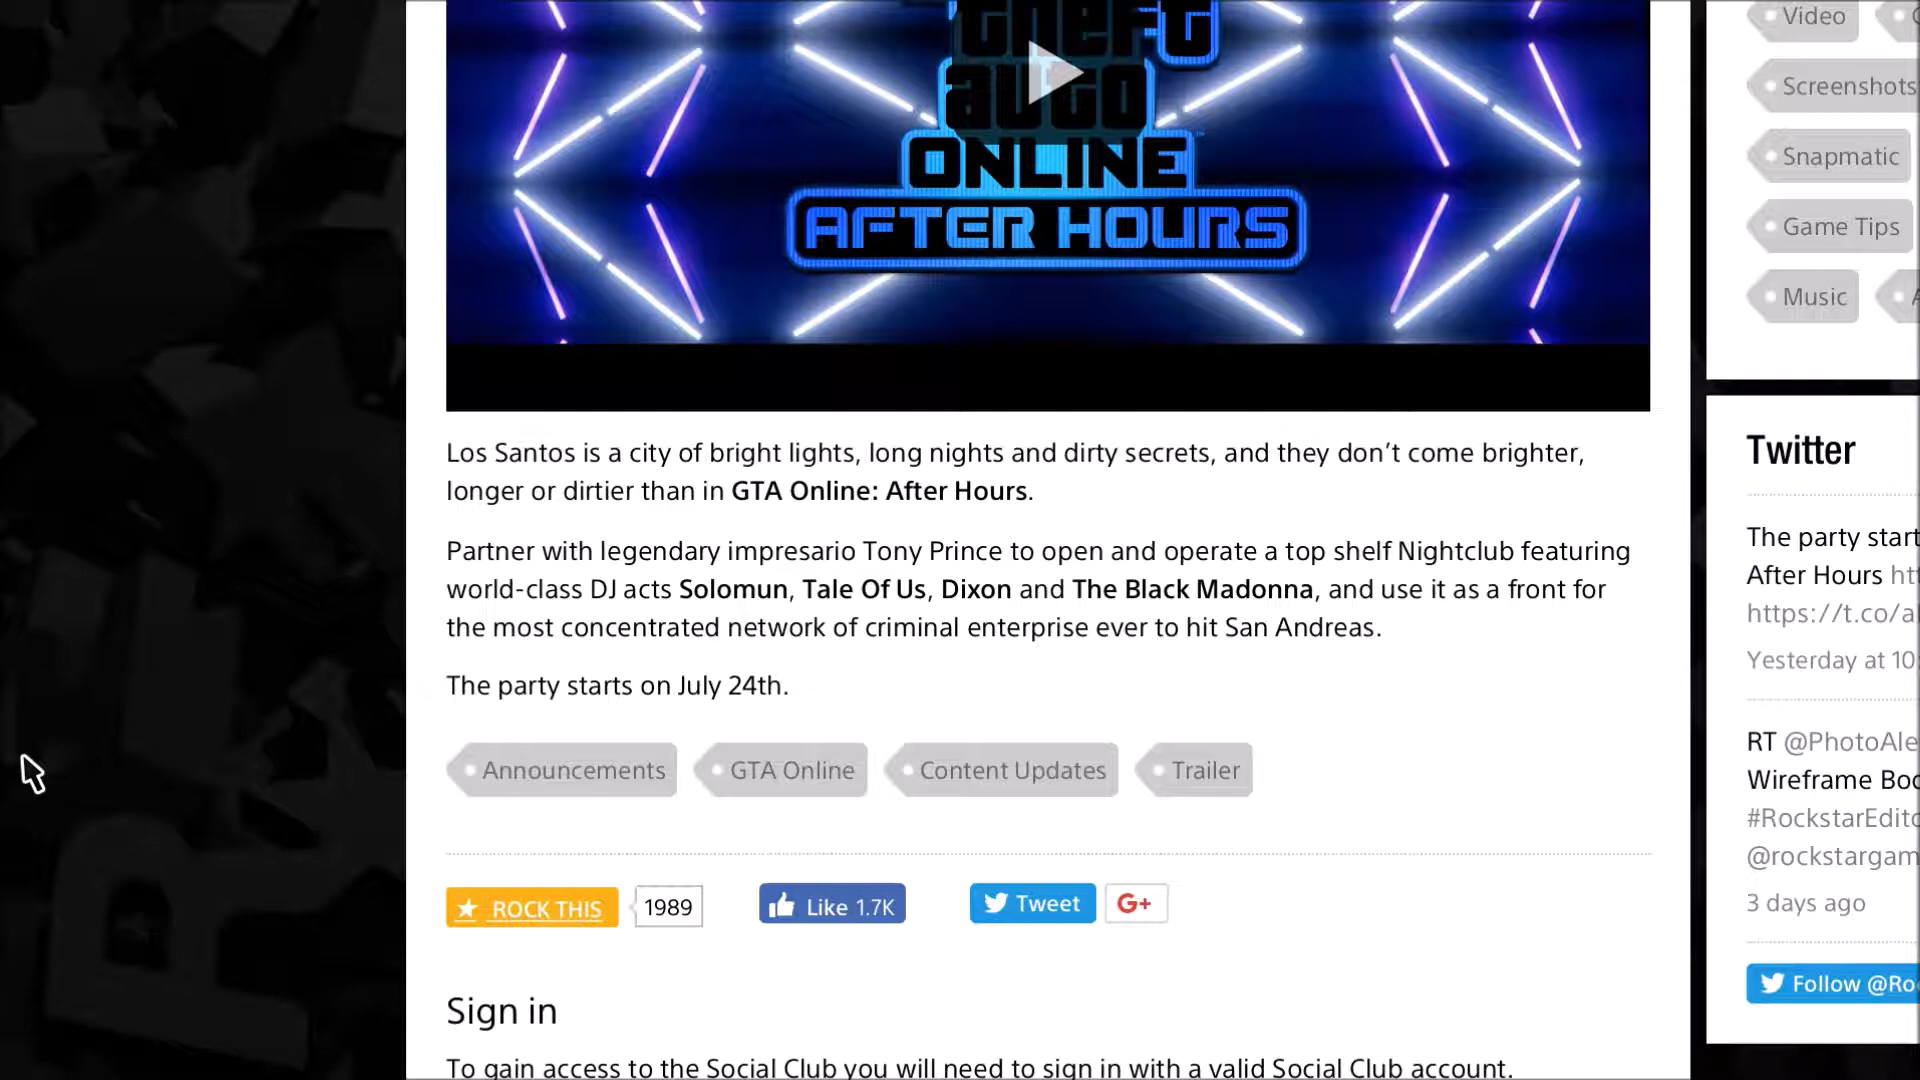 theft
auto
ONLINE
AFTER HOURS
Los Santos is a city of bright lights, long nights and dirty secrets, and they don’t come brighter,
longer or dirtier than in GTA Online: After Hours.
Partner with legendary impresario Tony Prince to open and operate a top shelf Nightclub featuring
world-class DJ acts Solomun, Tale Of Us, Dixon and The Black Madonna, and use it as a front for
the most concentrated network of criminal enterprise ever to hit San Andreas.
The party starts on July 24th.
Announcements
GTA Online
Content Updates
Trailer
ROCK THIS
1989
Like 1.7K
Tweet
G+
Sign in
To gain access to the Social Club you will need to sign in with a valid Social Club account.
Video
Screenshots
Snapmatic
Game Tips
Music
Twitter
The party start
After Hours htt
https://t.co/a
Yesterday at 10
RT @PhotoAle
Wireframe Boo
#RockstarEdito
@rockstargam
3 days ago
Follow @Ro